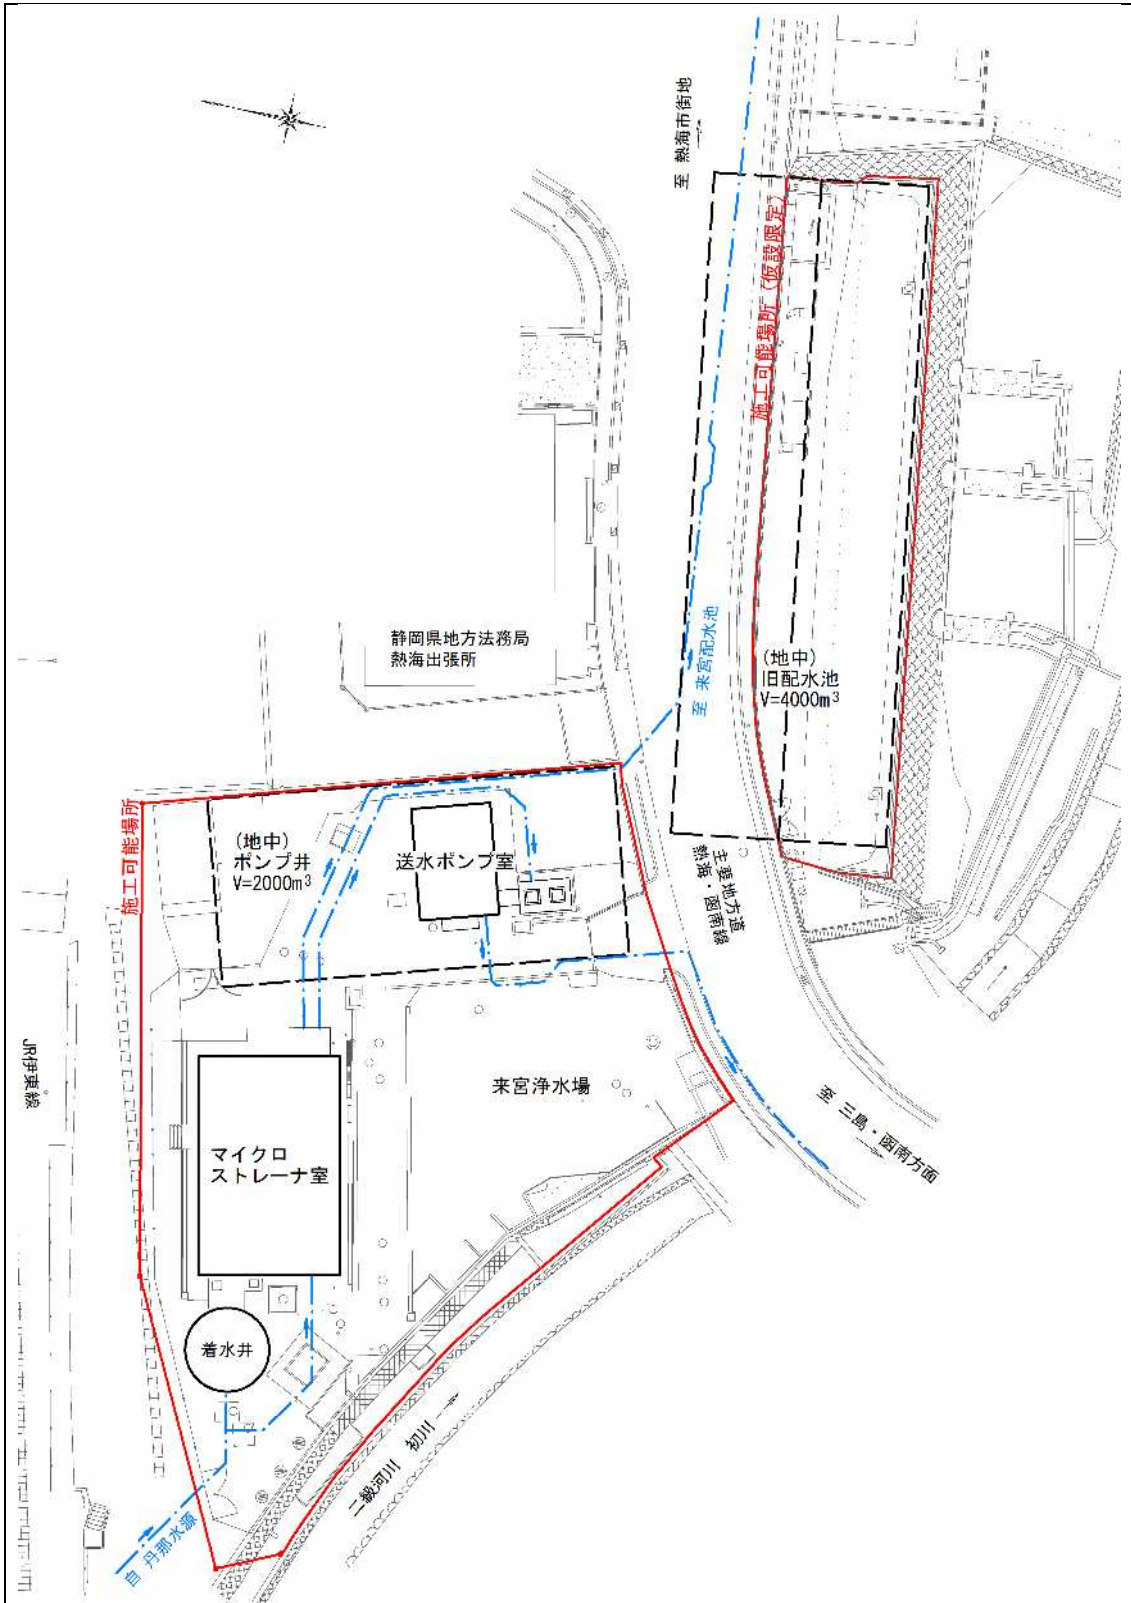 至 熱海市街地
施工可能場所（仮設限定）
静岡県地方法務局
熱海出張所
至 来宮配水池
(地中)
旧配水池
V=4000m³
施工可能場所
(地中)
ポンプ井
V=2000m³
送水ポンプ室
主要地方道
熱海・函南線
JR伊東線
来宮浄水場
至 三島・函南方面
マイクロ
ストレーナ室
着水井
二級河川 初川
自 丹那水源